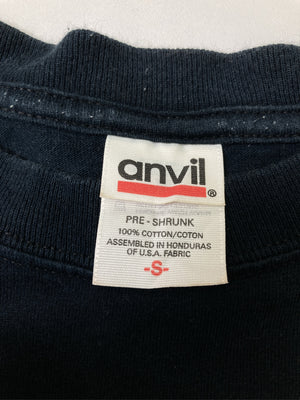 anvil
®
PRE-SHRUNK
100% COTTON/COTON
ASSEMBLED IN HONDURAS
OF U.S.A. FABRIC
-S-